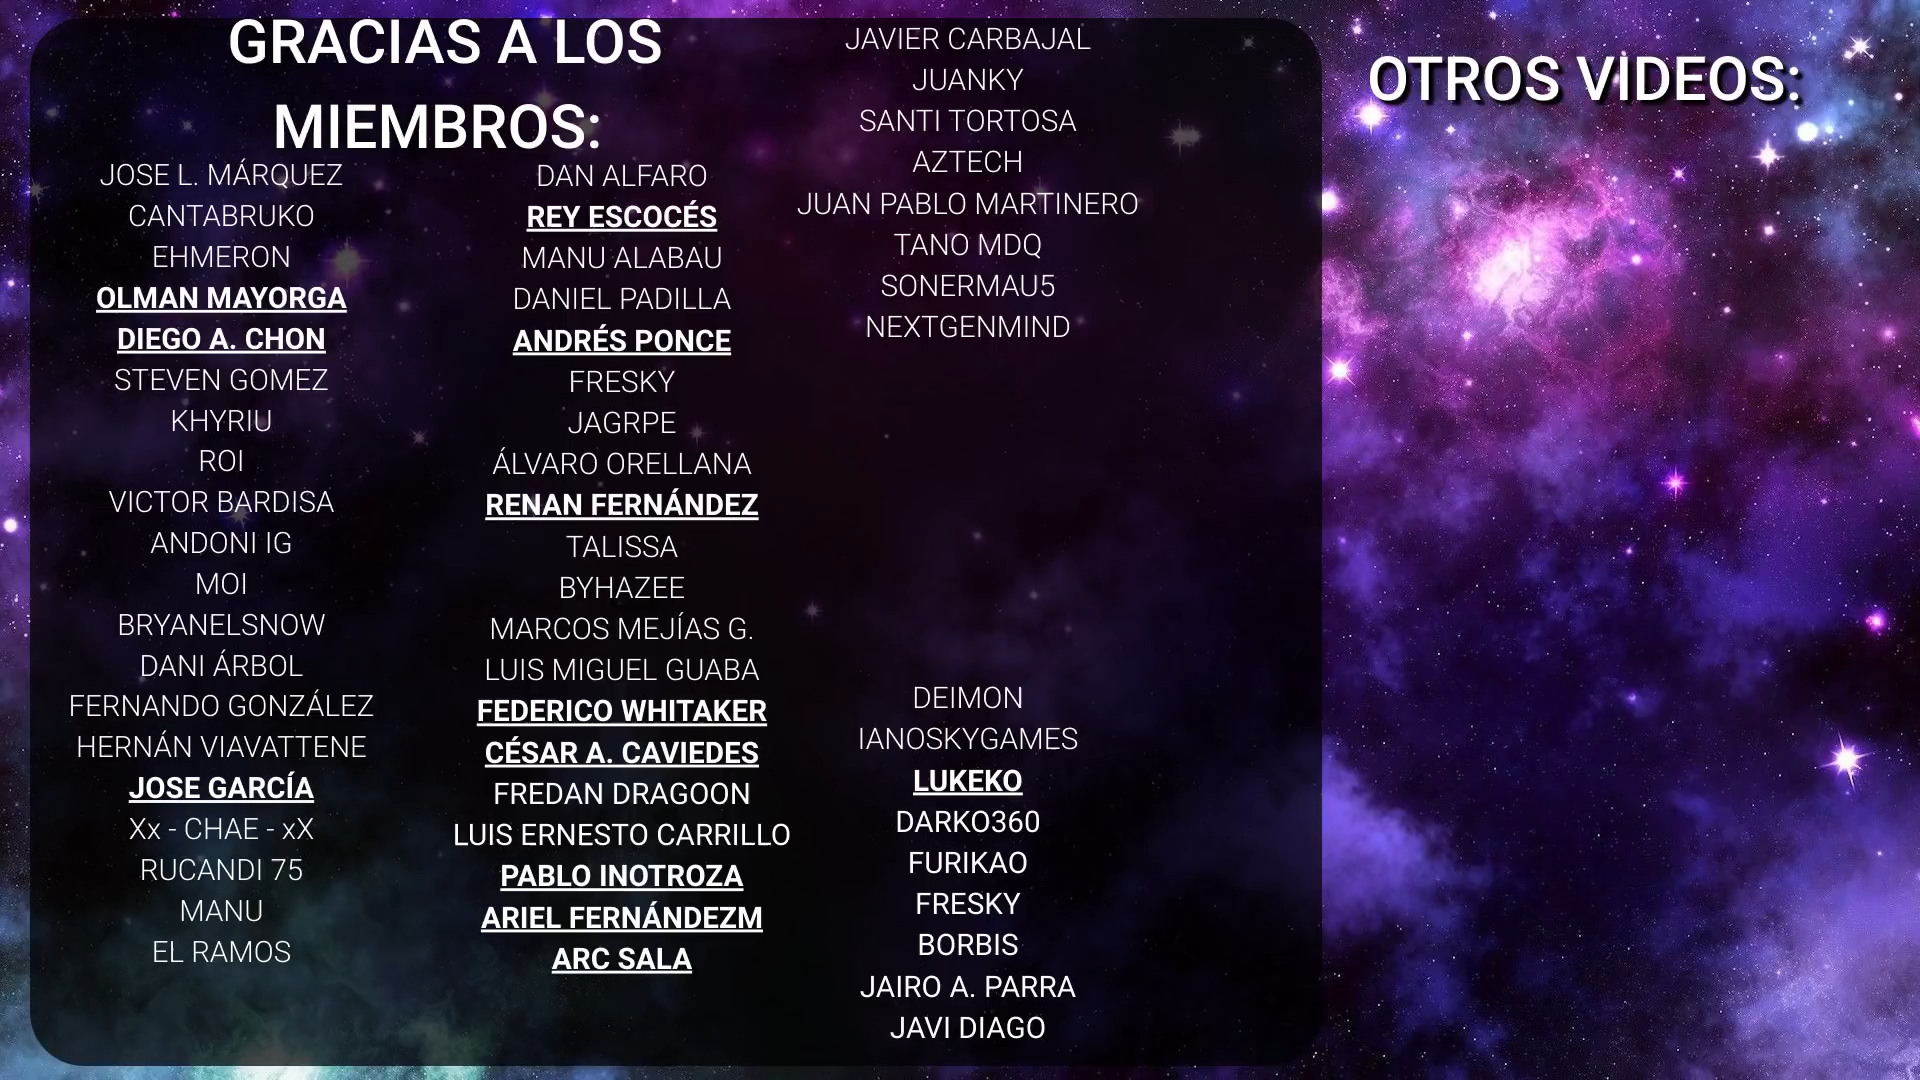 GRACIAS A LOS
MIEMBROS:
JOSE L. MÁRQUEZ
CANTABRUKO
EHMERON
OLMAN MAYORGA
DIEGO A. CHON
STEVEN GOMEZ
KHYRIU
ROI
VICTOR BARDISA
ANDONI IG
MOI
BRYANELSNOW
DANI ÁRBOL
FERNANDO GONZÁLEZ
HERNÁN VIAVATTENE
JOSE GARCÍA
Xx - CHAE - xX
RUCANDI 75
MANU
EL RAMOS
DAN ALFARO
REY ESCOCÉS
MANU ALABAU
DANIEL PADILLA
ANDRÉS PONCE
FRESKY
JAGRPE
ÁLVARO ORELLANA
RENAN FERNÁNDEZ
TALISSA
BYHAZEE
MARCOS MEJÍAS G.
LUIS MIGUEL GUABA
FEDERICO WHITAKER
CÉSAR A. CAVIEDES
FREDAN DRAGOON
LUIS ERNESTO CARRILLO
PABLO INOTROZA
ARIEL FERNÁNDEZM
ARC SALA
JAVIER CARBAJAL
JUANKY
SANTI TORTOSA
AZTECH
JUAN PABLO MARTINERO
TANO MDQ
SONERMAU5
NEXTGENMIND
DEIMON
IANOSKYGAMES
LUKEKO
DARKO360
FURIKAO
FRESKY
BORBIS
JAIRO A. PARRA
JAVI DIAGO
OTROS VIDEOS: